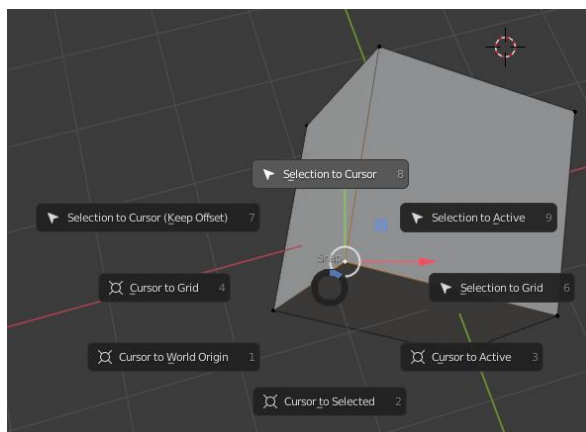 Selection to Cursor 8
Selection to Cursor (Keep Offset) 7
Selection to Active 9
Snap
Cursor to Grid 4
Selection to Grid 6
Cursor to World Origin 1
Cursor to Active 3
Cursor to Selected 2